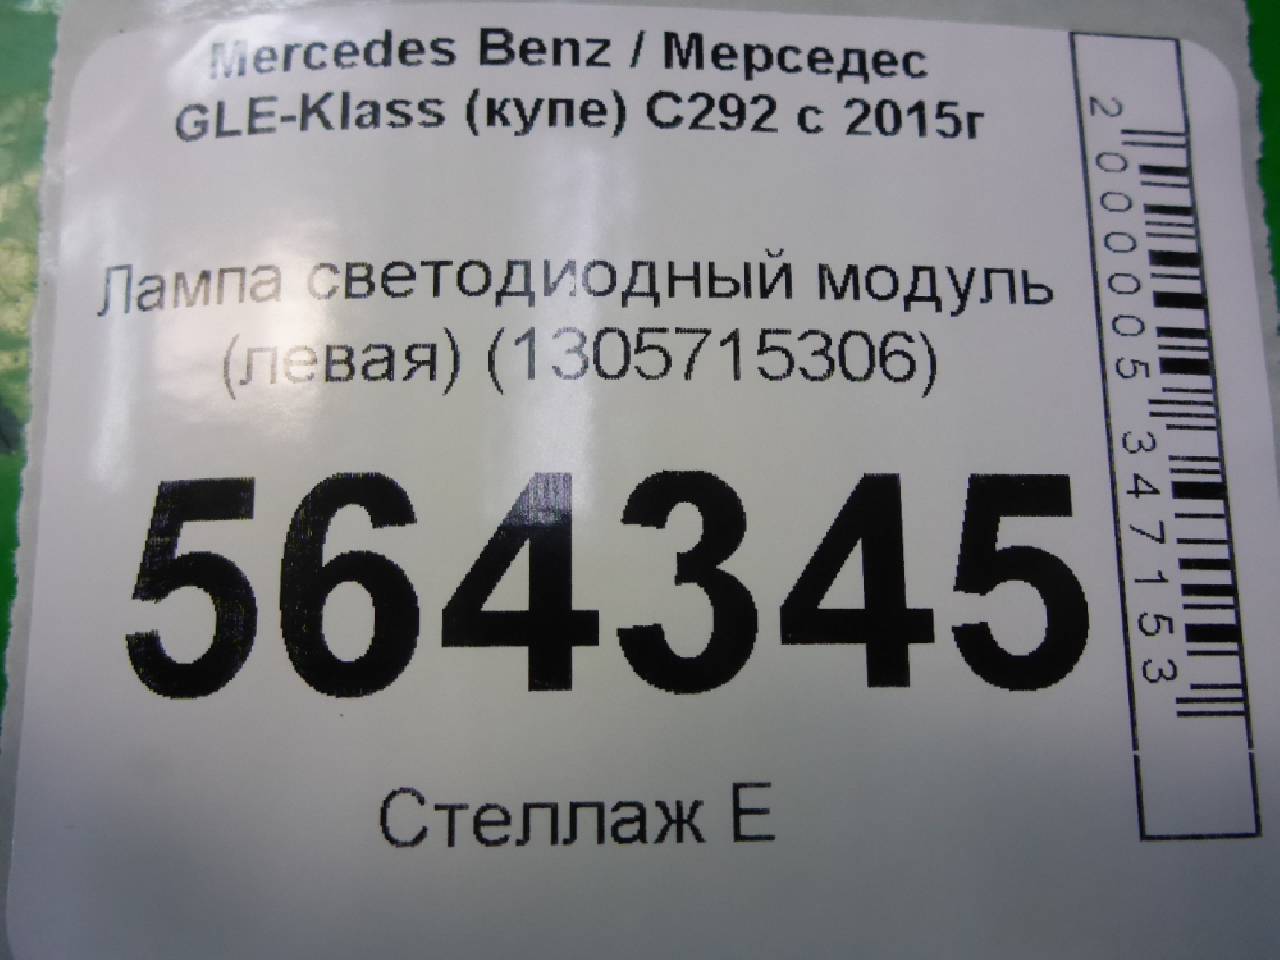 Mercedes Benz / Мерседес
GLE-Klass (купе) C292 с 2015г
Лампа светодиодный модуль
(левая) (1305715306)
564345
Стеллаж Е
2000005347153